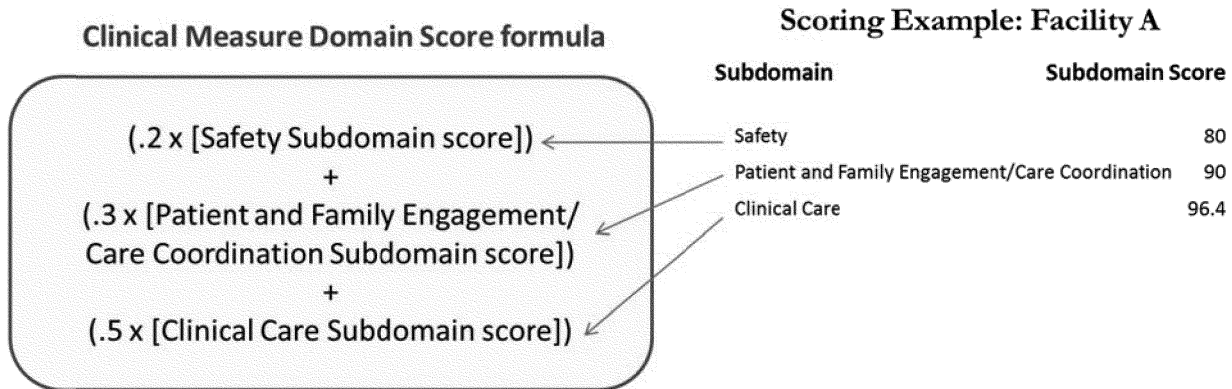 Clinical Measure Domain Score formula
(.2 x [Safety Subdomain score])
+
(.3 x [Patient and Family Engagement/
Care Coordination Subdomain score])
+
(.5 x [Clinical Care Subdomain score])
Scoring Example: Facility A
Subdomain Subdomain Score
Safety 80
Patient and Family Engagement/Care Coordination 90
Clinical Care 96.4